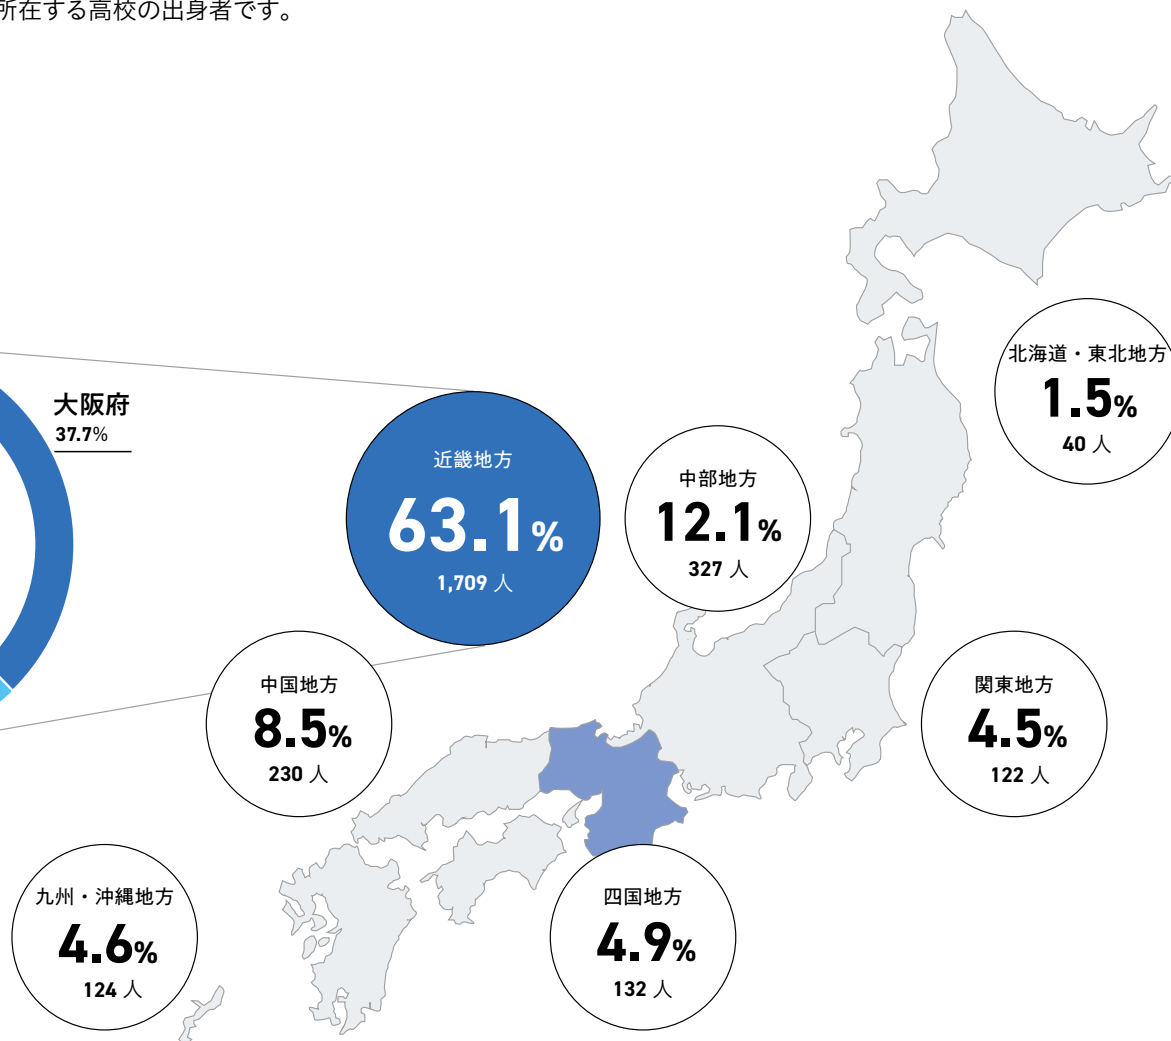 所在する高校の出身者です。
大阪府
37.7%
近畿地方
63.1%
1,709 人
中部地方
12.1%
327 人
北海道・東北地方
1.5%
40 人
中国地方
8.5%
230 人
関東地方
4.5%
122 人
九州・沖縄地方
4.6%
124 人
四国地方
4.9%
132 人